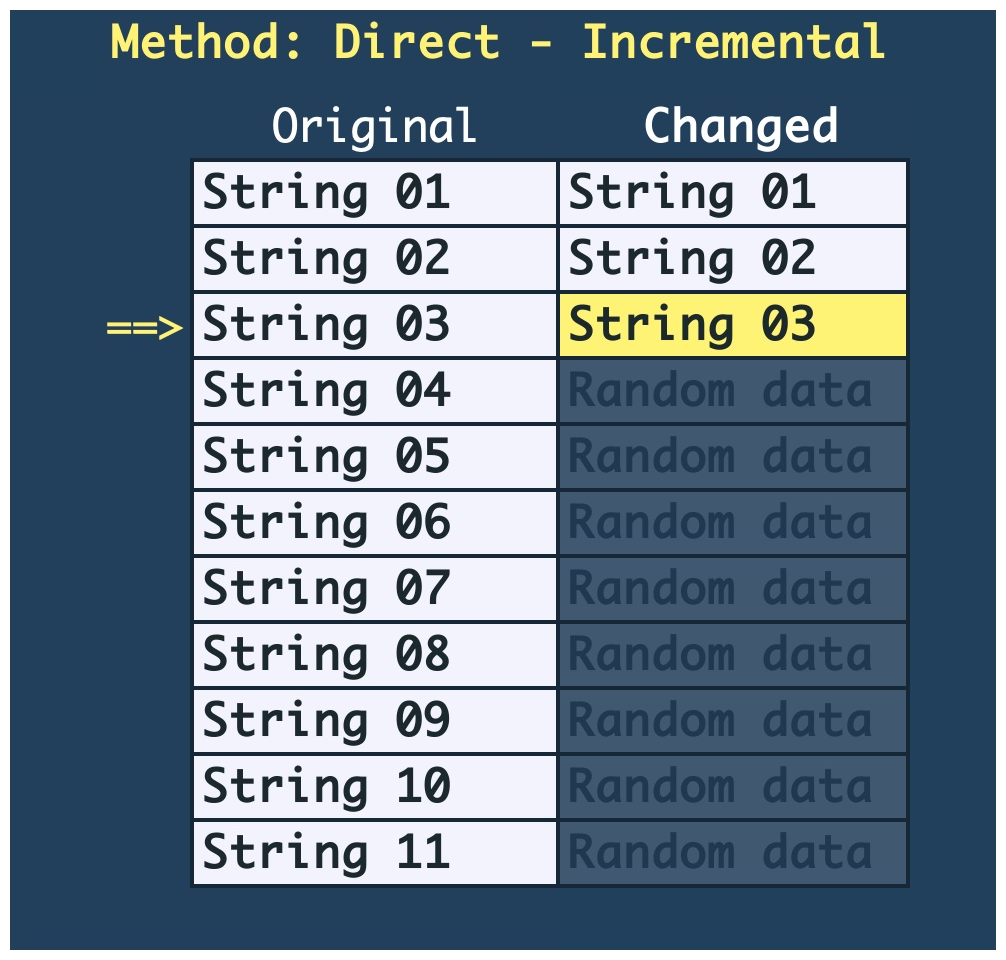 Method: Direct - Incremental
Original Changed
String 01 String 01
String 02 String 02
==> String 03 String 03
String 04 Random data
String 05 Random data
String 06 Random data
String 07 Random data
String 08 Random data
String 09 Random data
String 10 Random data
String 11 Random data